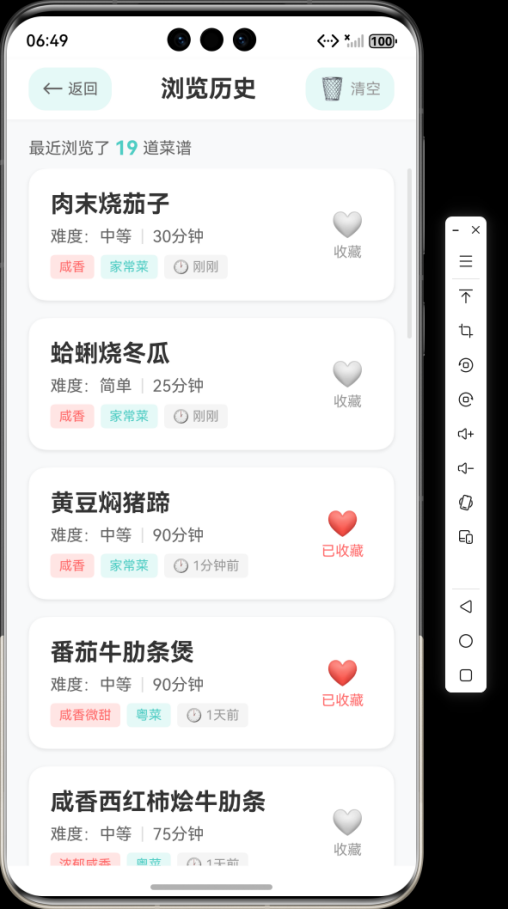 06:49
100
← 返回
浏览历史
清空
最近浏览了 19 道菜谱
肉末烧茄子
难度：中等 | 30分钟
咸香 家常菜 刚刚
收藏
蛤蜊烧冬瓜
难度：简单 | 25分钟
咸香 家常菜 刚刚
收藏
黄豆焖猪蹄
难度：中等 | 90分钟
咸香 家常菜 1分钟前
已收藏
番茄牛肋条煲
难度：中等 | 90分钟
咸香微甜 粤菜 1天前
已收藏
咸香西红柿烩牛肋条
难度：中等 | 75分钟
浓郁咸香 粤菜 1天前
收藏